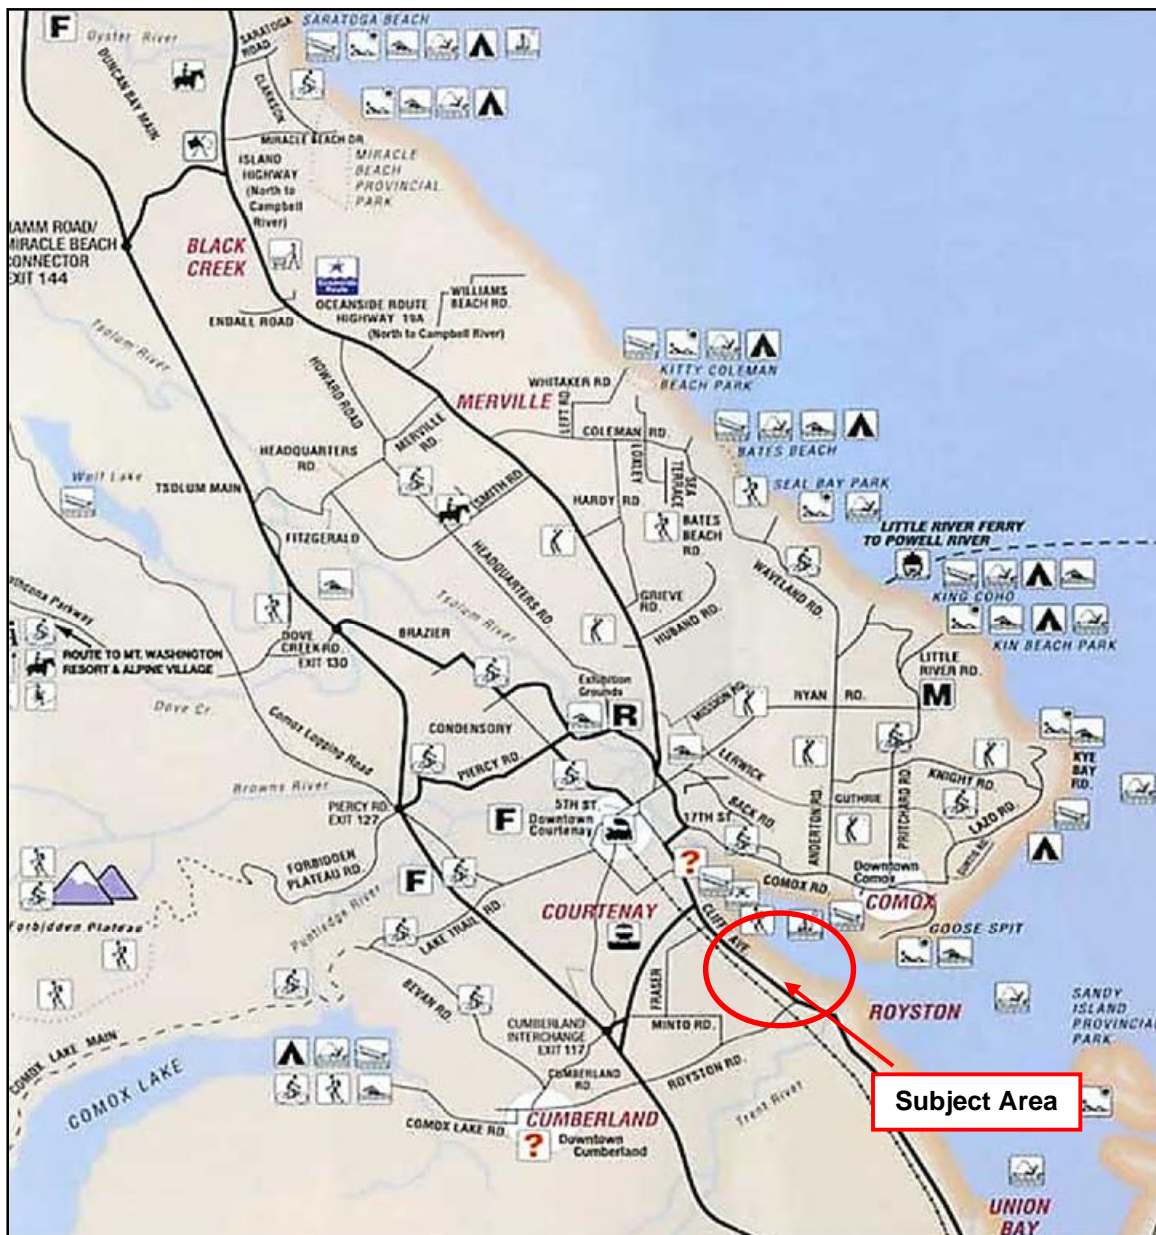 SARATOGA BEACH
F
Oyster River
SARATOGA
ROAD
DUNCAN BAY MAIN
CLARKSON
MIRACLE BEACH DR.
MIRACLE
BEACH
PROVINCIAL
PARK
ISLAND
HIGHWAY
(North to
Campbell
River)
HAMM ROAD/
MIRACLE BEACH
CONNECTOR
EXIT 144
BLACK
CREEK
WILLIAMS
BEACH RD.
OCEANSIDE ROUTE
HIGHWAY 19A
(North to Campbell River)
ENDALL ROAD
Tsolum River
HOWARD ROAD
KITTY COLEMAN
BEACH PARK
WHITAKER RD.
MERVILLE
LEFT RD.
MERVILLE
RD.
COLEMAN RD.
LOXLEY
BATES BEACH
HEADQUARTERS
RD.
SEA
TERRACE
Wolf Lake
TSOLUM MAIN
SMITH RD.
HARDY RD.
SEAL BAY PARK
BATES
BEACH
RD.
LITTLE RIVER FERRY
TO POWELL RIVER
FITZGERALD
HEADQUARTERS RD.
WAVELAND RD.
KING COHO
GRIEVE
RD.
HUBAND RD.
Tsolum River
KIN BEACH PARK
BRAZIER
DOVE
CREEK RD.
EXIT 130
ROUTE TO MT. WASHINGTON
RESORT & ALPINE VILLAGE
LITTLE
RIVER RD.
M
Exhibition
Grounds
R
MISSION RD.
RYAN RD.
Dove Cr.
Comox Logging Road
CONDENSORY
PIERCY RD.
LERWICK
KYE
BAY
RD.
KNIGHT RD.
Browns River
GUTHRIE
PIERCY RD.
EXIT 127
F
5TH ST.
Downtown
Courtenay
17TH ST.
BACK RD.
ANDERTON RD.
PRITCHARD RD.
LAZO RD.
FORBIDDEN
PLATEAU RD.
F
?
COMOX RD.
Downtown
Comox
COMOX
Puntledge River
LAKE TRAIL RD.
COURTENAY
CLIFFE AVE.
GOOSE SPIT
Forbidden Plateau
BEVAN RD.
FRASER
ROYSTON
SANDY
ISLAND
PROVINCIAL
PARK
COMOX LAKE MAIN
CUMBERLAND
INTERCHANGE
EXIT 117
MINTO RD.
COMOX LAKE
CUMBERLAND
RD.
ROYSTON RD.
Trent River
Subject Area
COMOX LAKE RD.
CUMBERLAND
?
Downtown
Cumberland
UNION
BAY